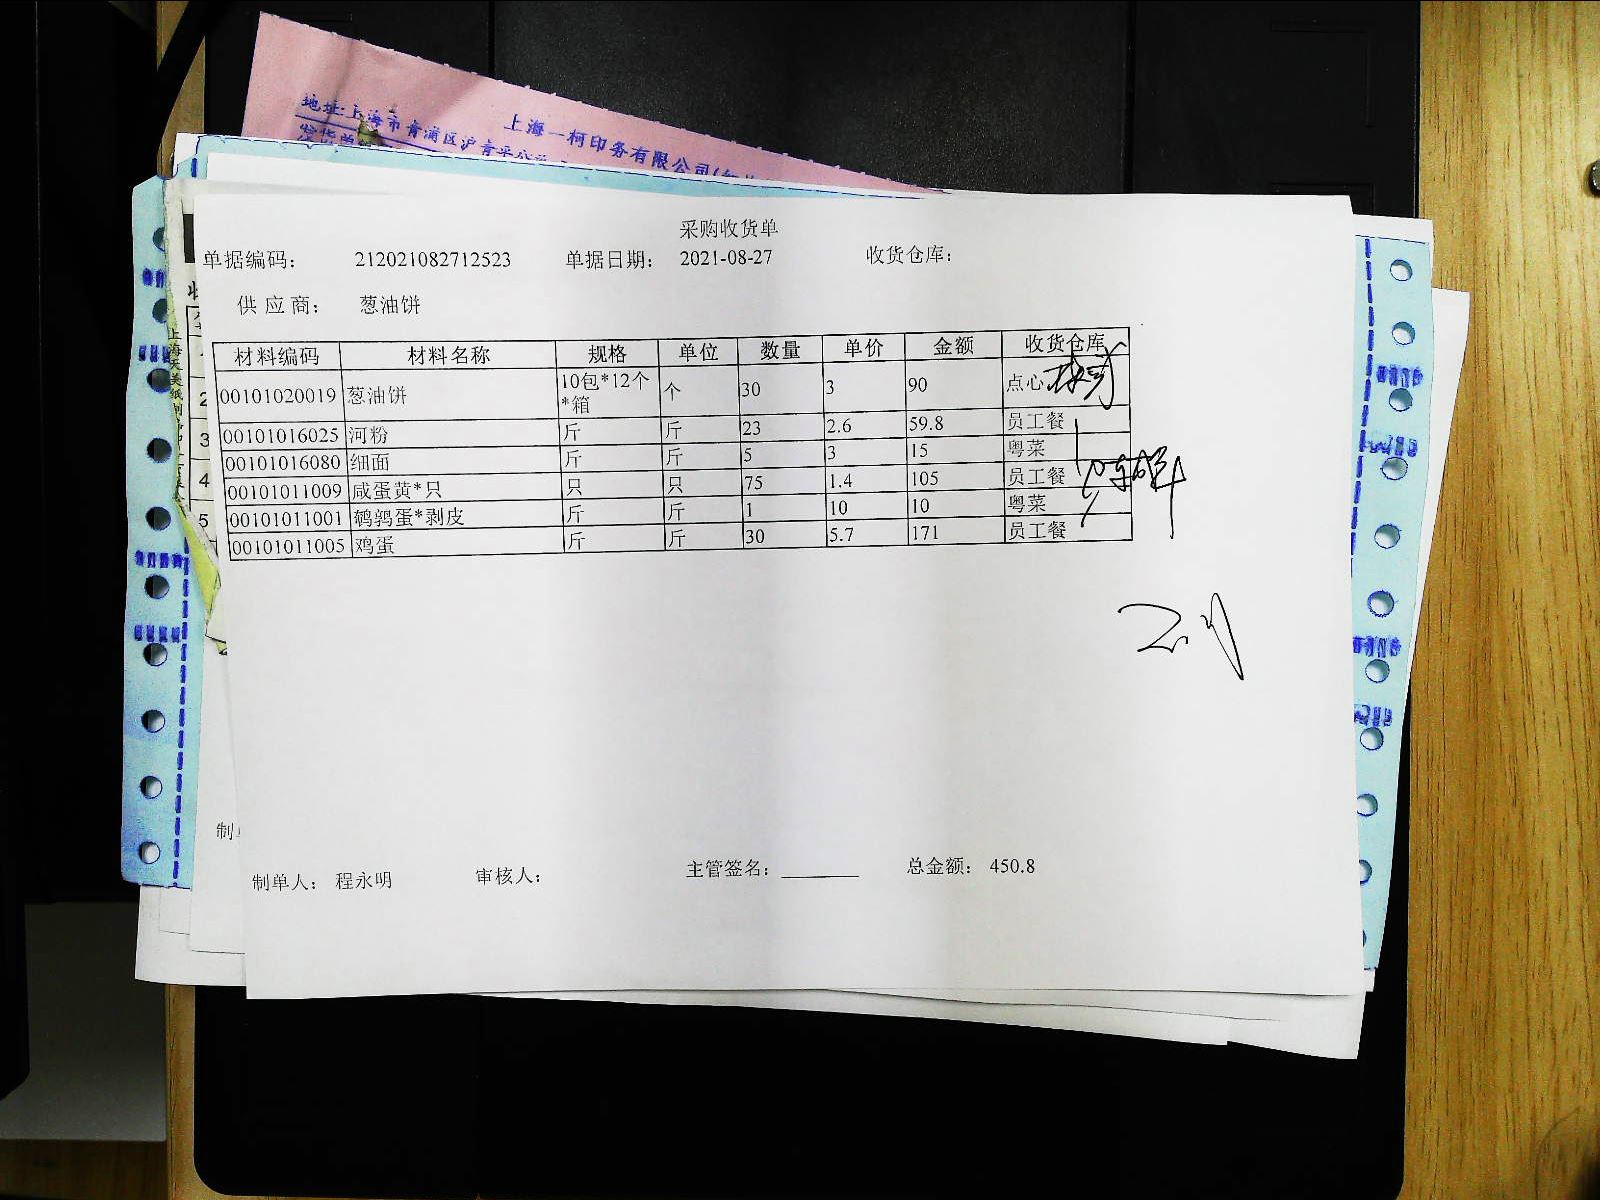 地址:上海市青浦区沪青平公
上海一柯印务有限公司
发货单
采购收货单
单据编码: 212021082712523 单据日期: 2021-08-27 收货仓库:
供应商: 葱油饼
材料编码 材料名称 规格 单位 数量 单价 金额 收货仓库
00101020019 葱油饼 10包*12个*箱 个 30 3 90 点心
00101016025 河粉 斤 斤 23 2.6 59.8 员工餐
00101016080 细面 斤 斤 5 3 15 粤菜
00101011009 咸蛋黄*只 只 只 75 1.4 105 员工餐
00101011001 鹌鹑蛋*剥皮 斤 斤 1 10 10 粤菜
00101011005 鸡蛋 斤 斤 30 5.7 171 员工餐
2
3
4
5
制
制单人: 程永明 审核人: 主管签名: 总金额: 450.8